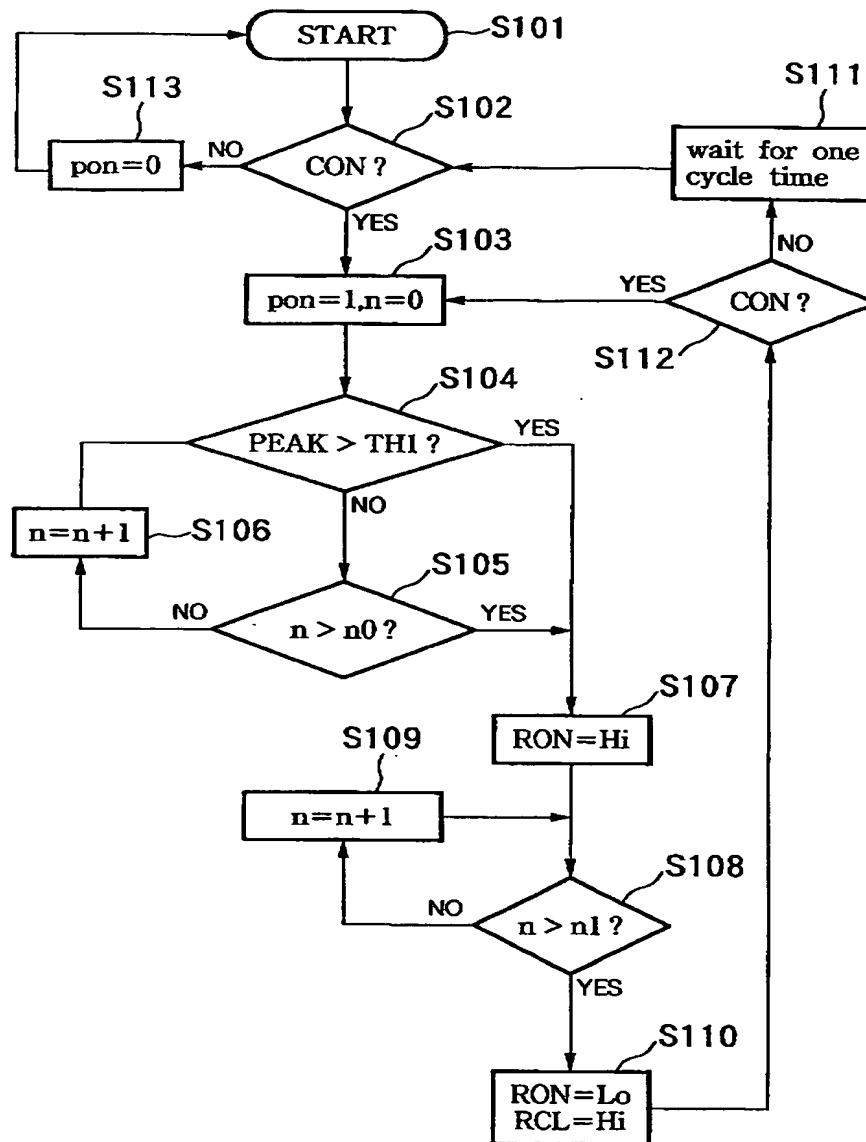 START
S101
S113
S102
S111
pon=0
NO
CON?
wait for one
cycle time
YES
S103
NO
pon=1,n=0
YES
CON?
S112
S104
PEAK > TH1?
YES
NO
n=n+1
S106
S105
NO
n > n0?
YES
S107
RON=Hi
S109
n=n+1
S108
NO
n > n1?
YES
S110
RON=Lo
RCL=Hi